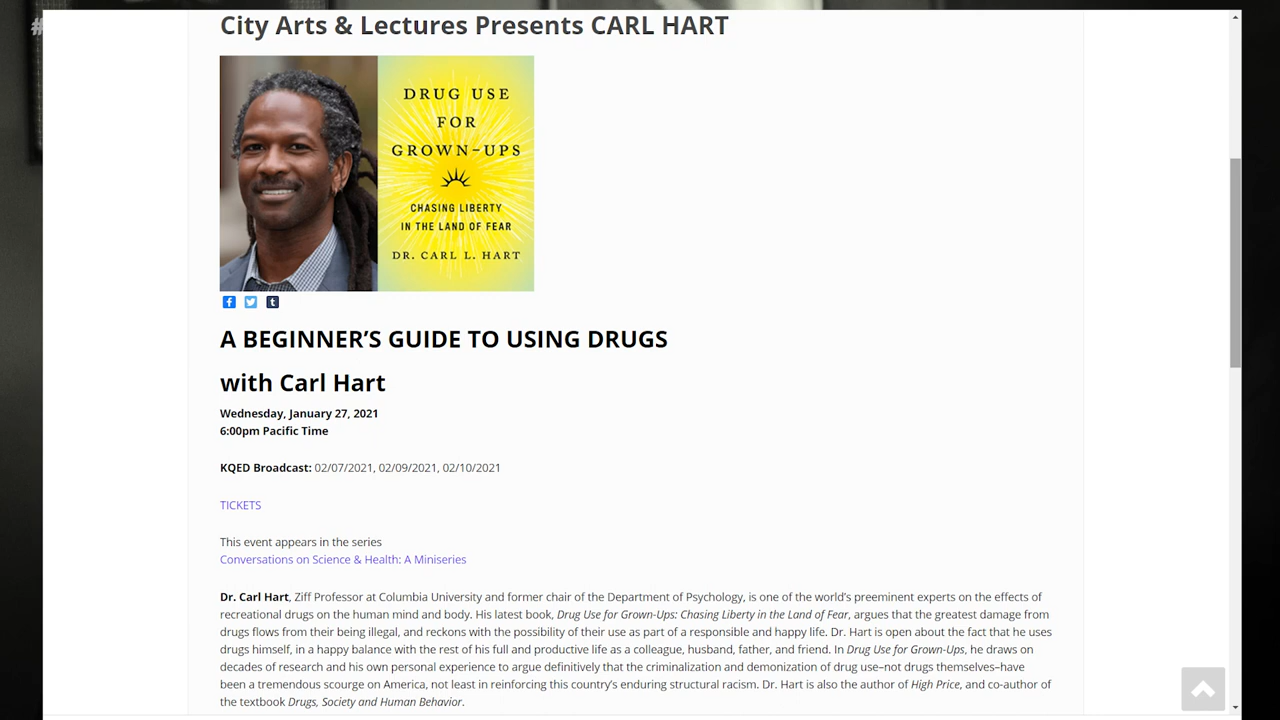 #
City Arts & Lectures Presents CARL HART
DRUG USE
FOR
GROWN-UPS
CHASING LIBERTY
IN THE LAND OF FEAR
DR. CARL L. HART
A BEGINNER’S GUIDE TO USING DRUGS
with Carl Hart
Wednesday, January 27, 2021
6:00pm Pacific Time
KQED Broadcast: 02/07/2021, 02/09/2021, 02/10/2021
TICKETS
This event appears in the series
Conversations on Science & Health: A Miniseries
Dr. Carl Hart, Ziff Professor at Columbia University and former chair of the Department of Psychology, is one of the world’s preeminent experts on the effects of
recreational drugs on the human mind and body. His latest book, Drug Use for Grown-Ups: Chasing Liberty in the Land of Fear, argues that the greatest damage from
drugs flows from their being illegal, and reckons with the possibility of their use as part of a responsible and happy life. Dr. Hart is open about the fact that he uses
drugs himself, in a happy balance with the rest of his full and productive life as a colleague, husband, father, and friend. In Drug Use for Grown-Ups, he draws on
decades of research and his own personal experience to argue definitively that the criminalization and demonization of drug use–not drugs themselves–have
been a tremendous scourge on America, not least in reinforcing this country’s enduring structural racism. Dr. Hart is also the author of High Price, and co-author of
the textbook Drugs, Society and Human Behavior.